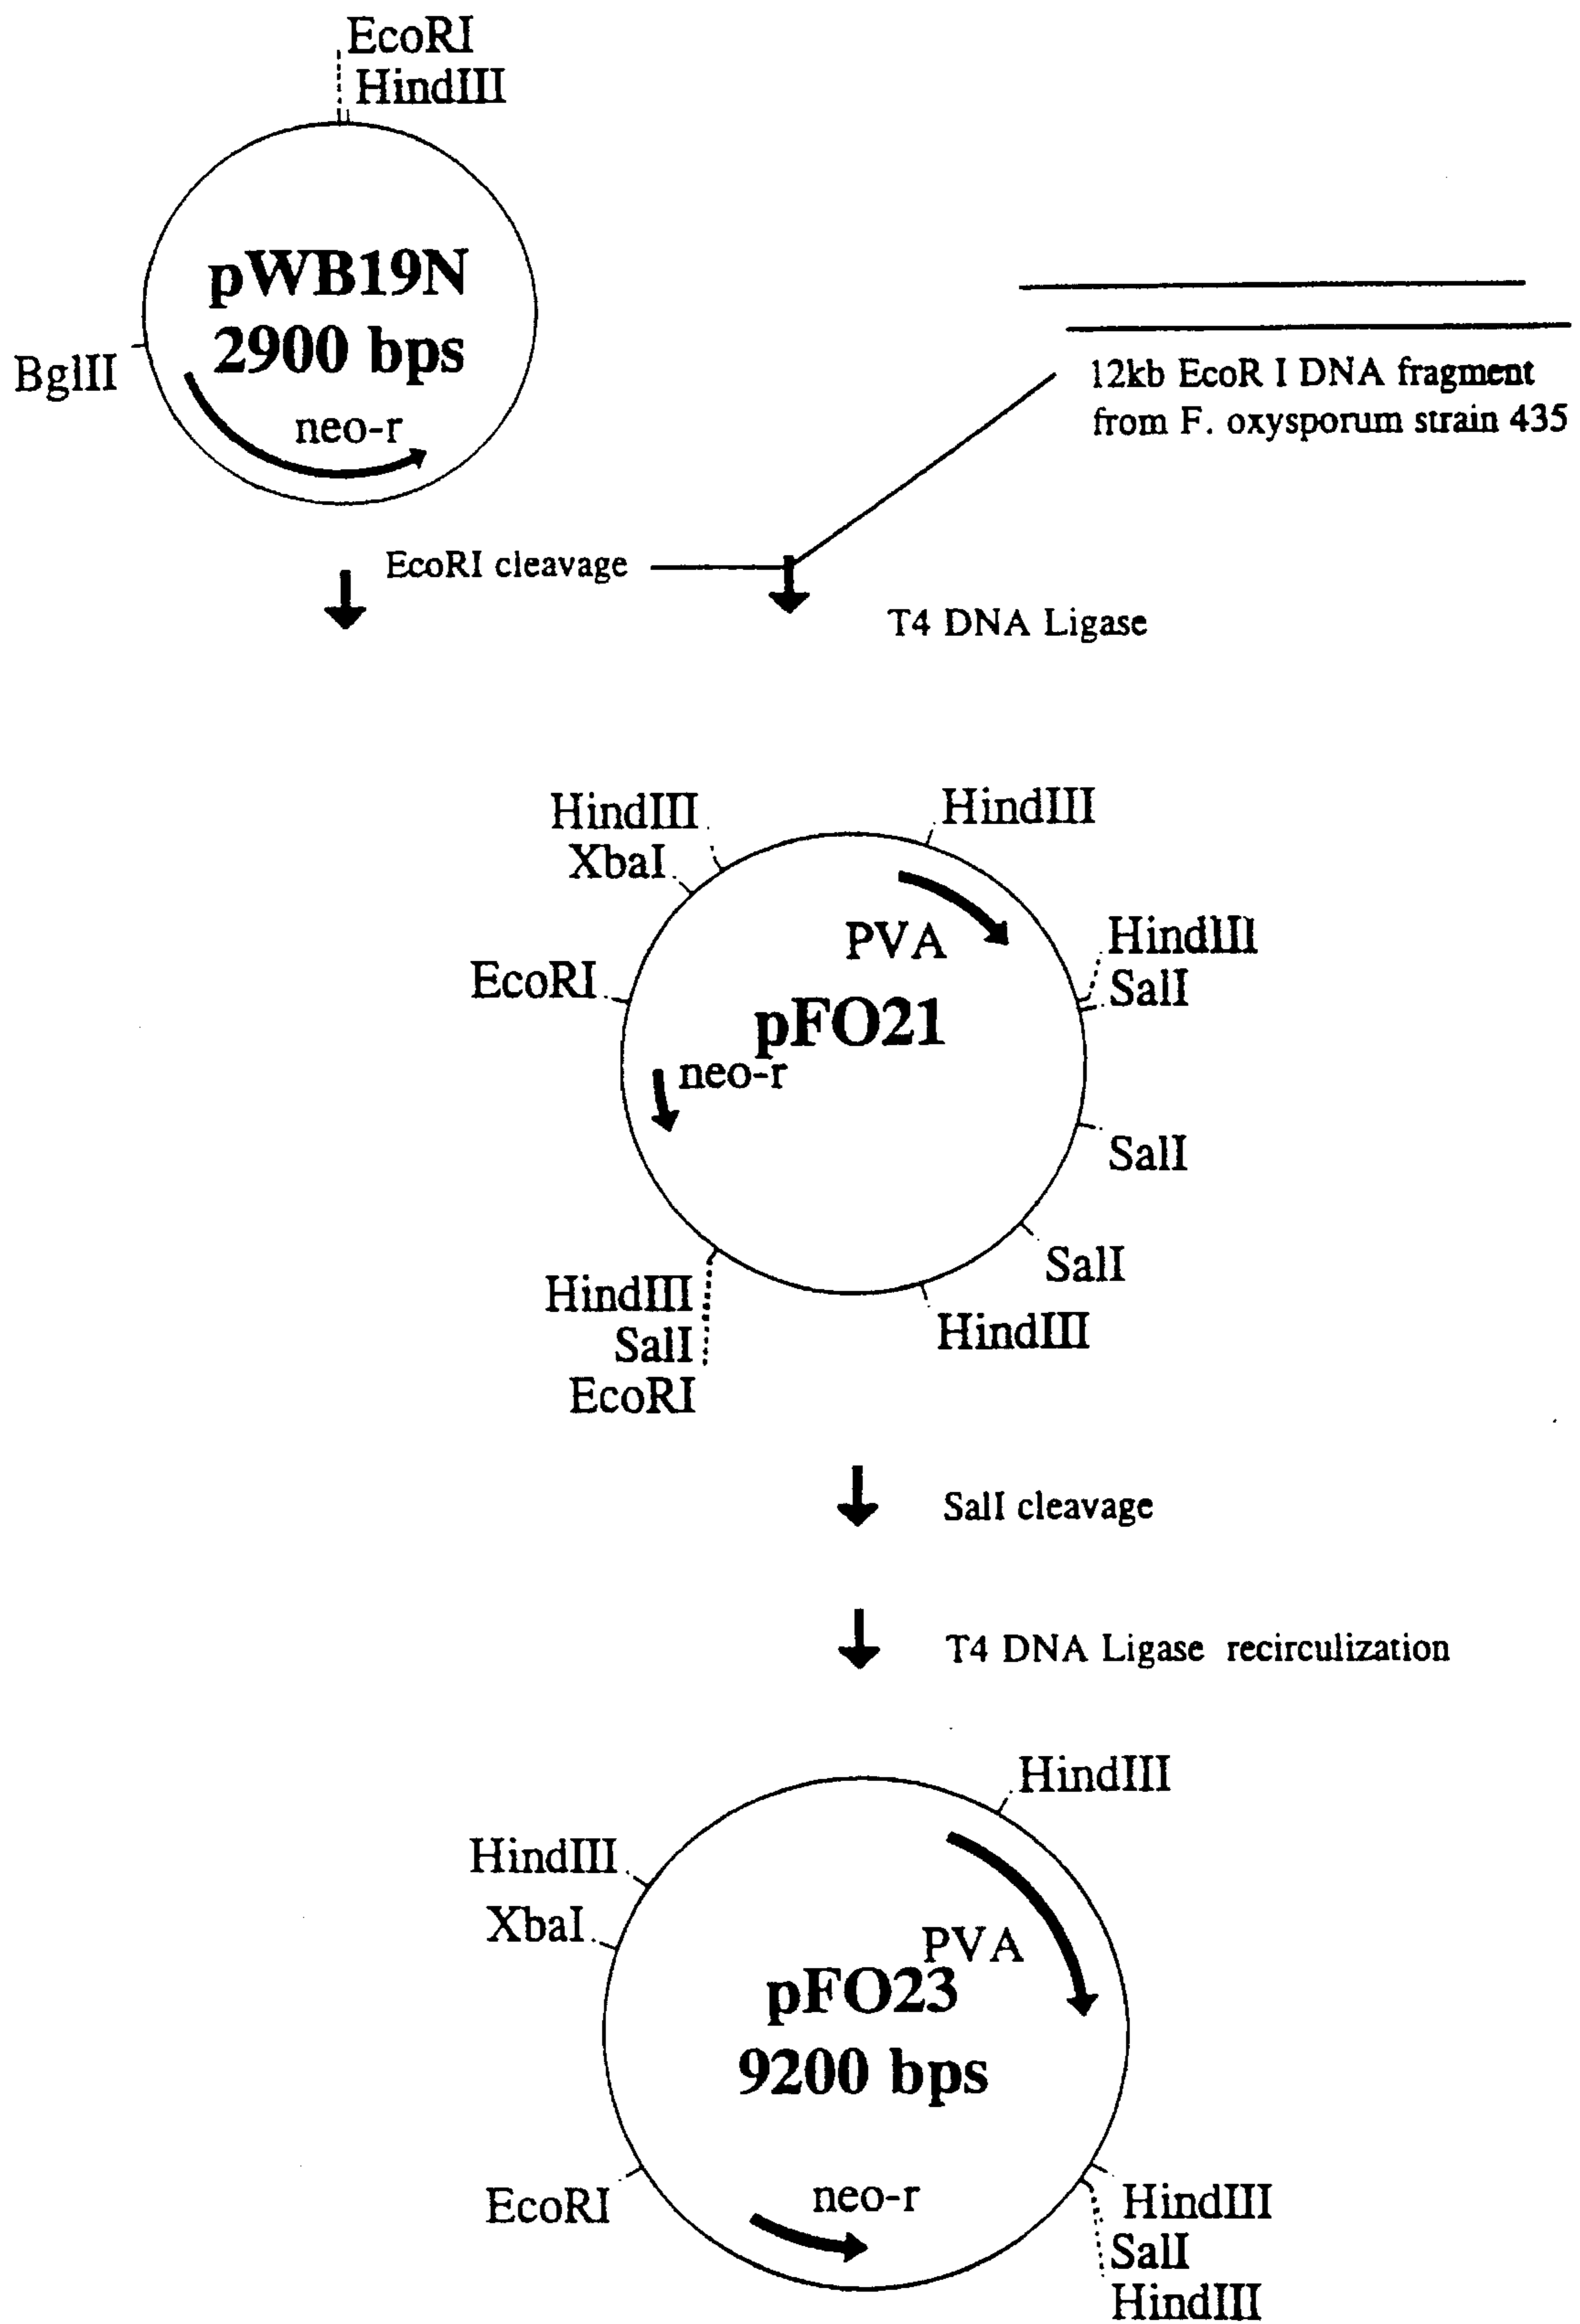 EcoRI
HindIII
pWB19N
2900 bps
BglII
neo-r
12kb EcoR I DNA fragment
from F. oxysporum strain 435
EcoRI cleavage
T4 DNA Ligase
HindIII
XbaI
HindIII
PVA
HindIII
SalI
EcoRI
pFO21
neo-r
SalI
SalI
HindIII
SalI
EcoRI
HindIII
SalI cleavage
T4 DNA Ligase recirculization
HindIII
HindIII
XbaI
PVA
pFO23
9200 bps
EcoRI
neo-r
HindIII
SalI
HindIII